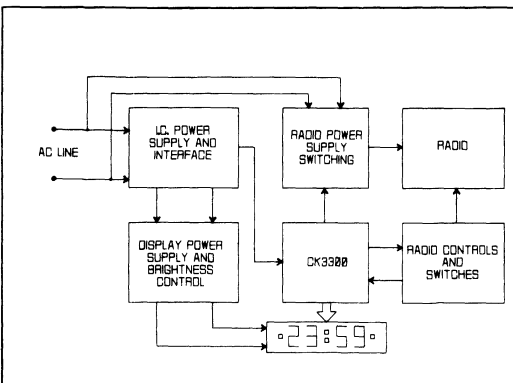 AC LINE
I.C. POWER
SUPPLY AND
INTERFACE
RADIO POWER
SUPPLY
SWITCHING
RADIO
DISPLAY POWER
SUPPLY AND
BRIGHTNESS
CONTROL
CK3300
RADIO CONTROLS
AND
SWITCHES
23:59